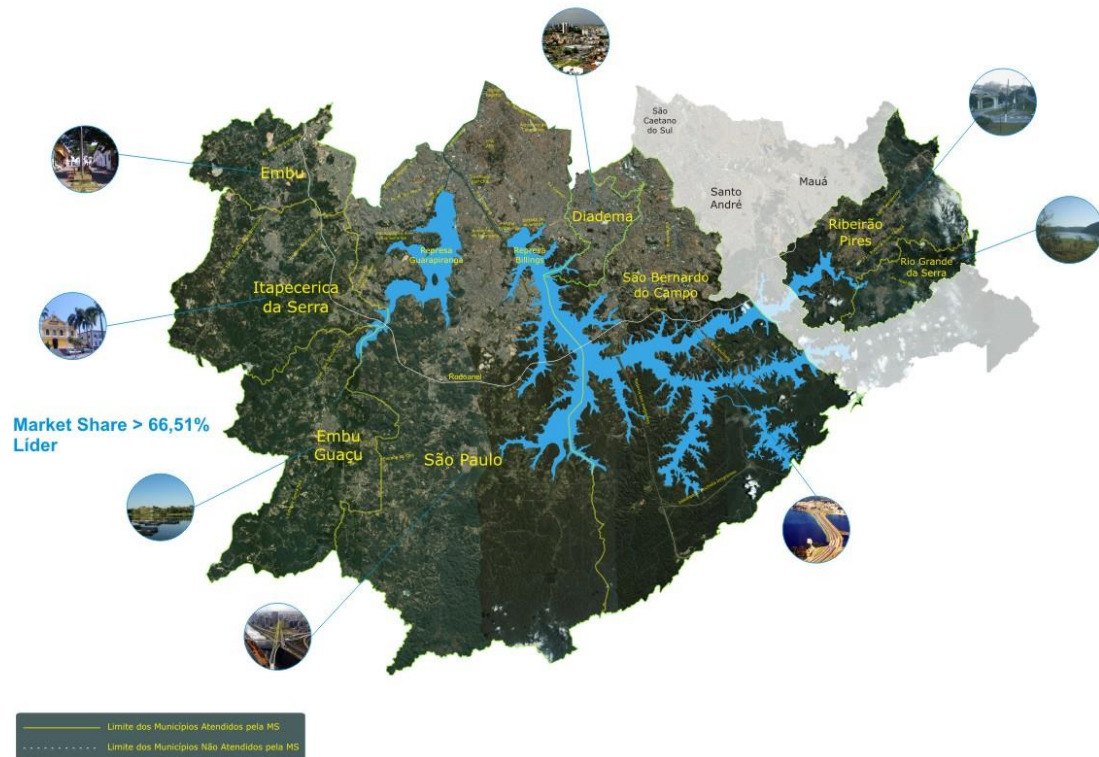 São
Caetano
do Sul
Santo
André
Mauá
Embu
Diadema
Ribeirão
Pires
Rio Grande
da Serra
Represa
Guarapiranga
Represa
Billings
São Bernardo
do Campo
Itapecerica
da Serra
Rodoanel
Market Share > 66,51%
Líder
Embu
Guaçu
São Paulo
Limite dos Municípios Atendidos pela MS
Limite dos Municípios Não Atendidos pela MS